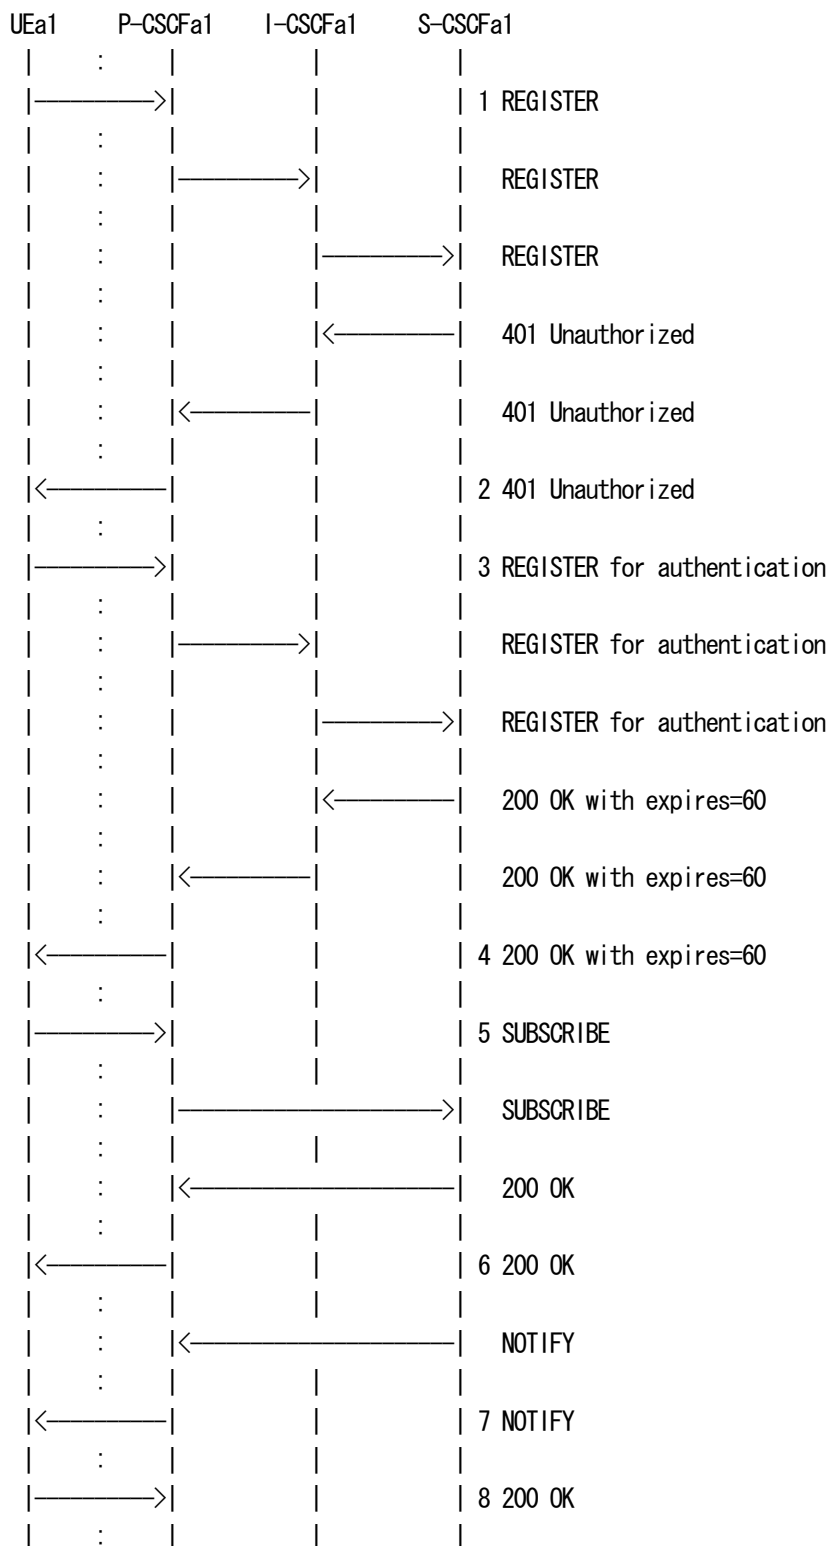 UEa1 P-CSCFa1 I-CSCFa1 S-CSCFa1
1 REGISTER
REGISTER
REGISTER
401 Unauthorized
401 Unauthorized
2 401 Unauthorized
3 REGISTER for authentication
REGISTER for authentication
REGISTER for authentication
200 OK with expires=60
200 OK with expires=60
4 200 OK with expires=60
5 SUBSCRIBE
SUBSCRIBE
200 OK
6 200 OK
NOTIFY
7 NOTIFY
8 200 OK